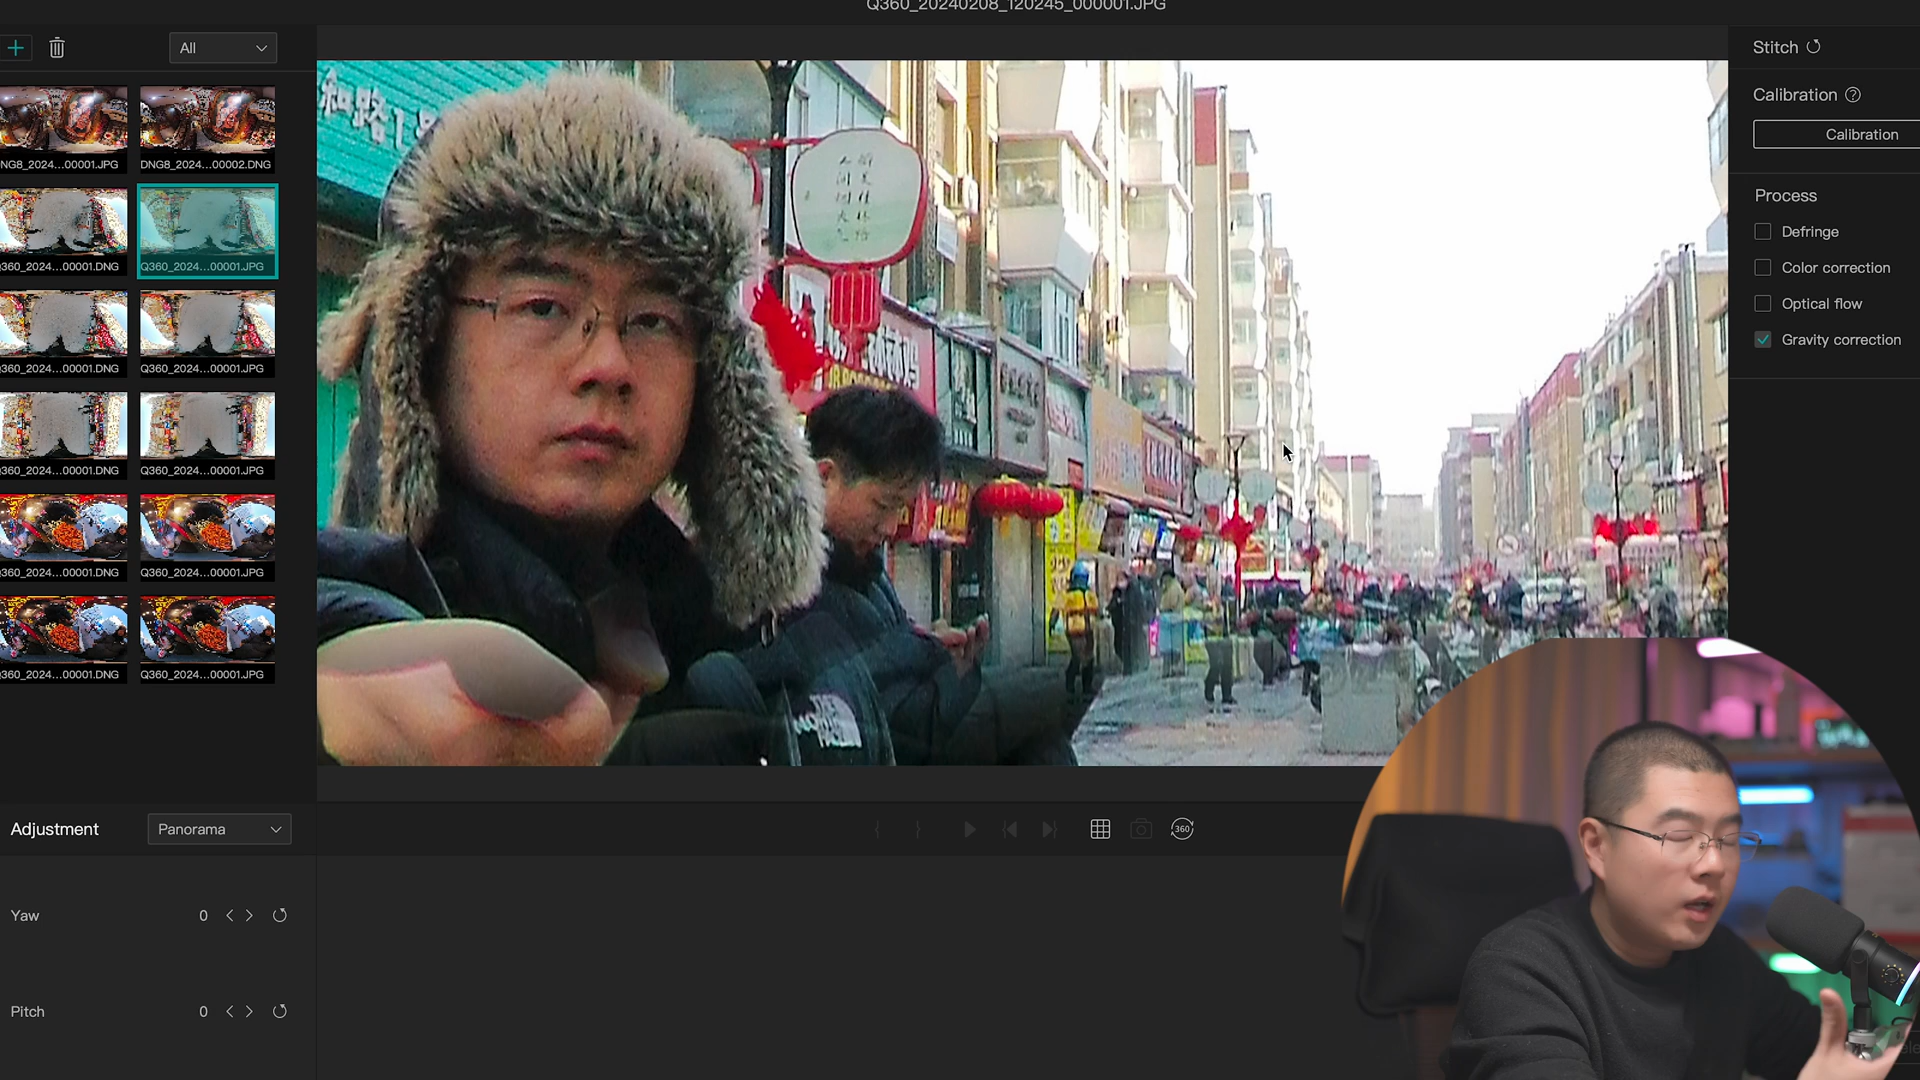 Q360_20240208_120245_000001.JPG
All
NG8_2024...00001.JPG
DNG8_2024...00002.DNG
360_2024...00001.DNG
Q360_2024...00001.JPG
360_2024...00001.DNG
Q360_2024...00001.JPG
360_2024...00001.DNG
Q360_2024...00001.JPG
360_2024...00001.DNG
Q360_2024...00001.JPG
360_2024...00001.DNG
Q360_2024...00001.JPG
Stitch
Calibration
Calibration
Process
Defringe
Color correction
Optical flow
Gravity correction
360
Adjustment
Panorama
Yaw
0
Pitch
0